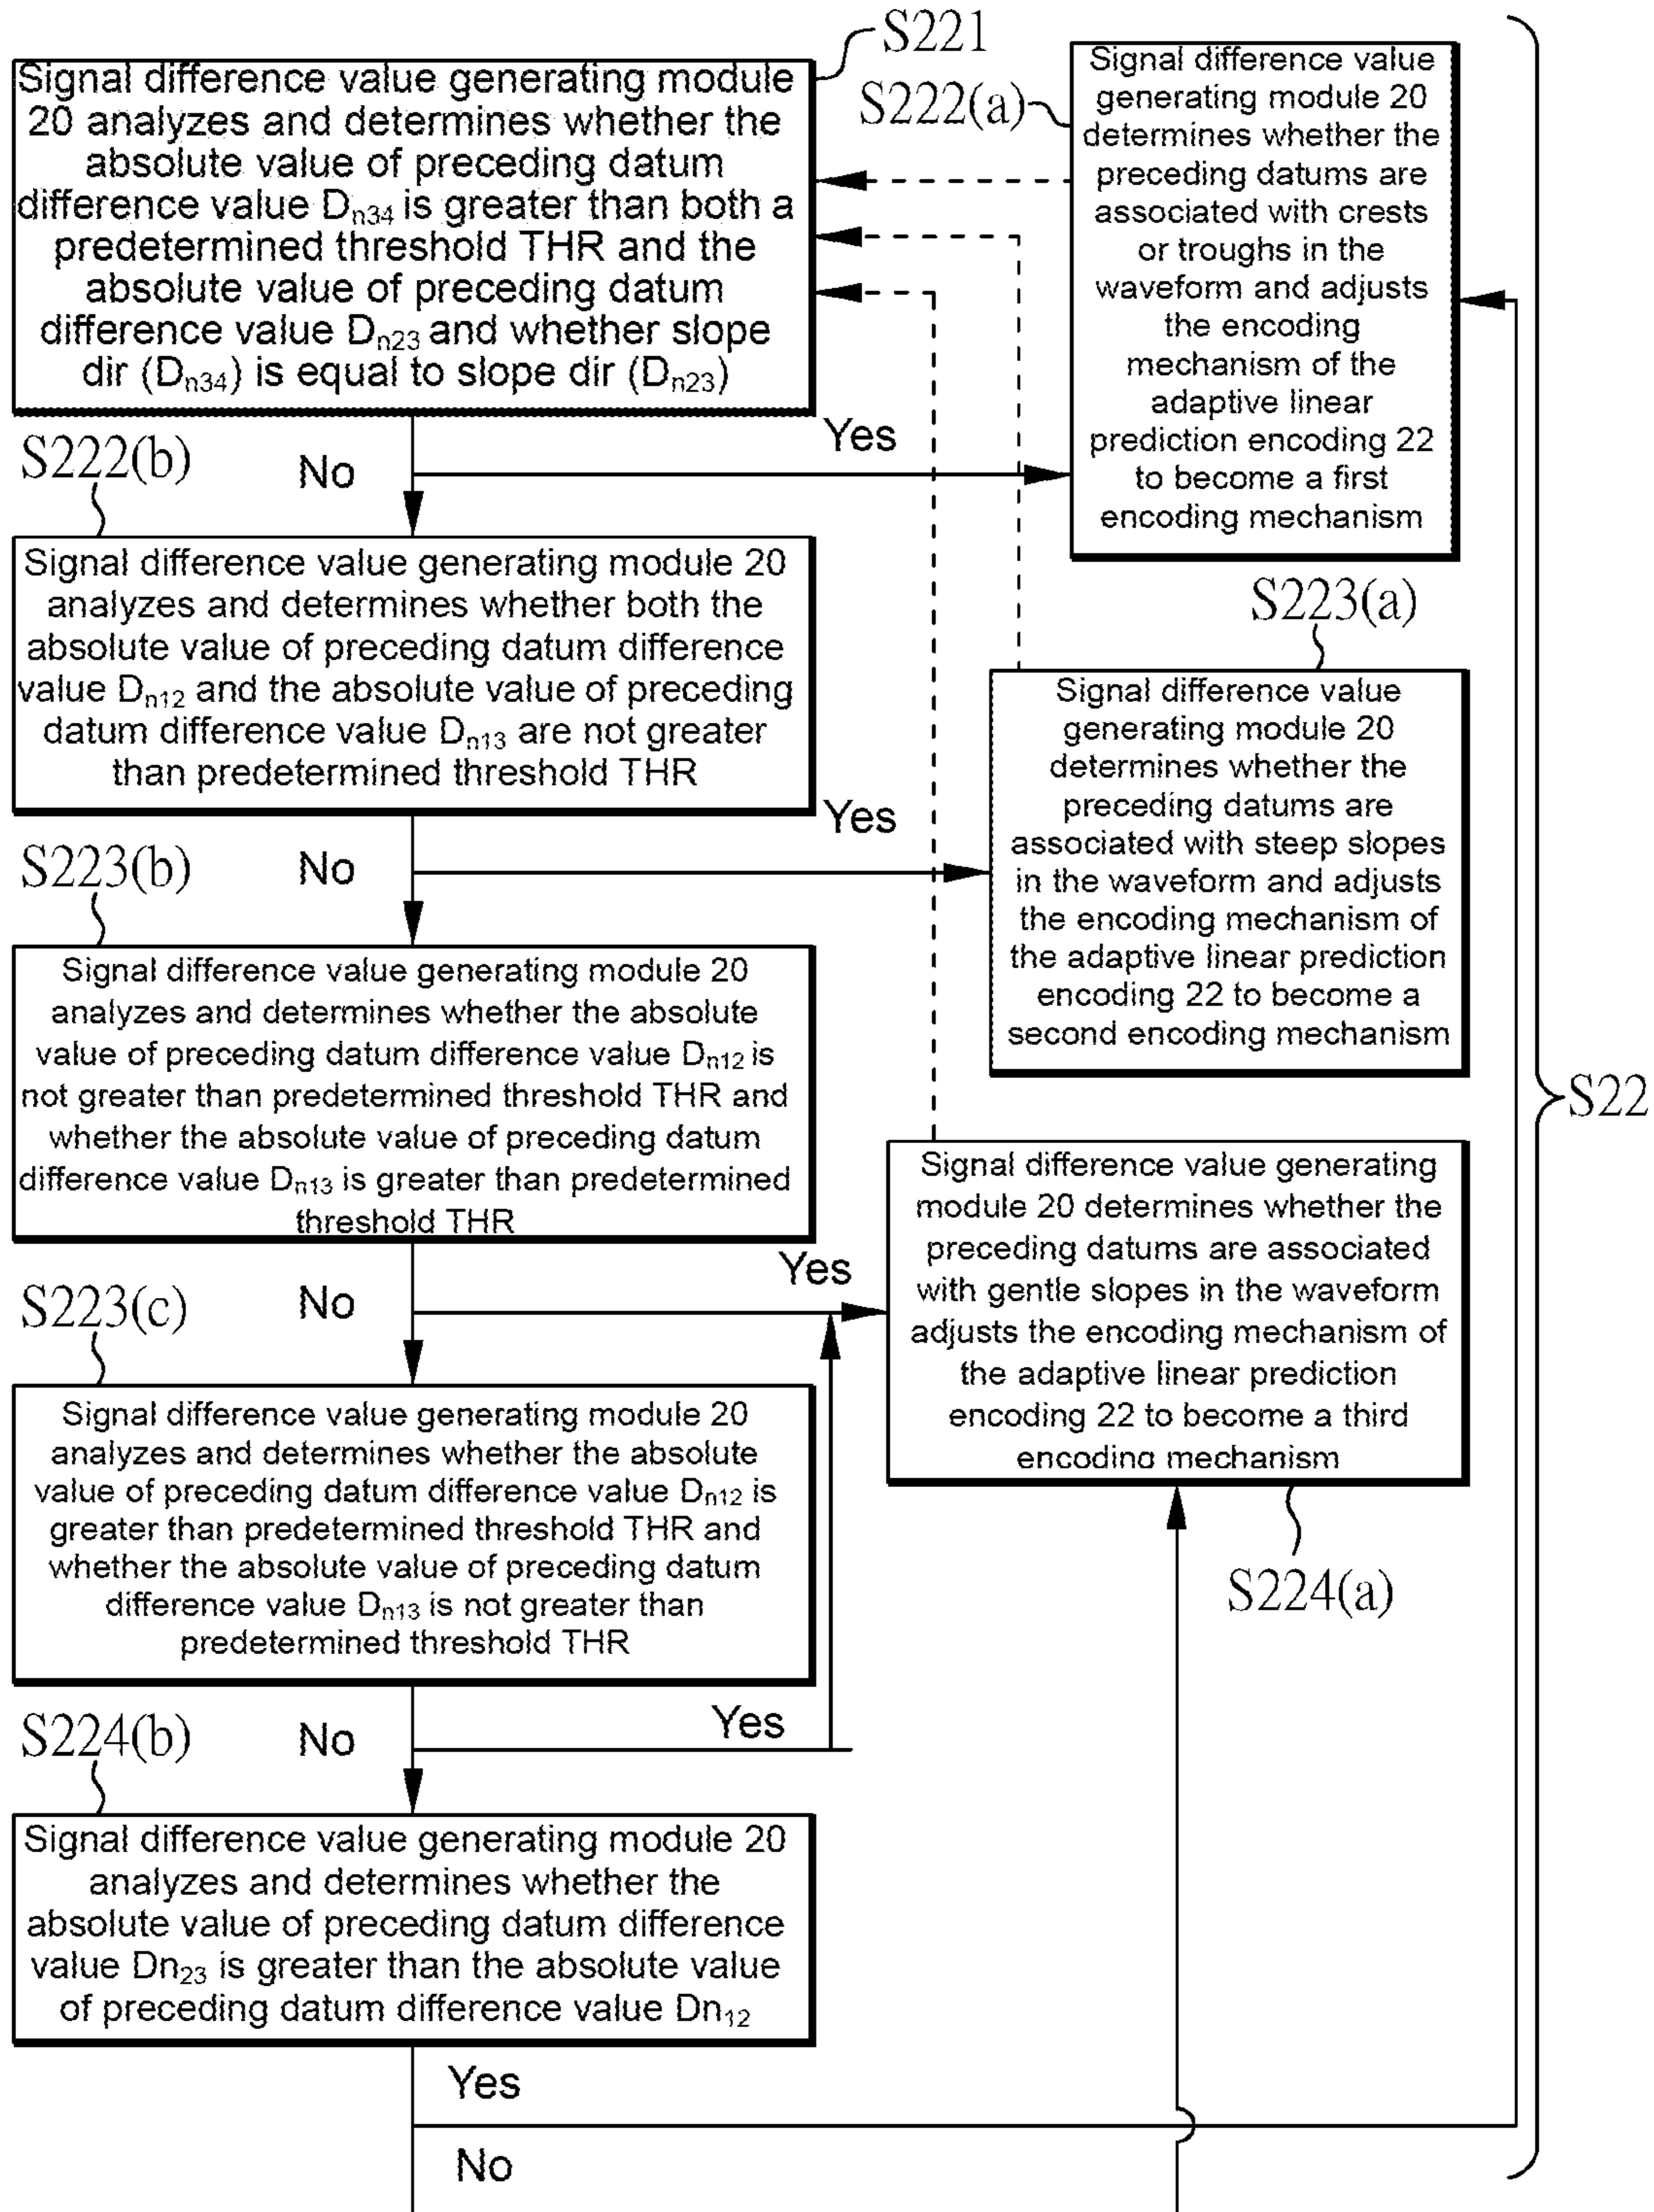 S221
Signal difference value generating module
20 analyzes and determines whether the
absolute value of preceding datum
difference value Dn34 is greater than both a
predetermined threshold THR and the
absolute value of preceding datum
difference value Dn23 and whether slope
dir (Dn34) is equal to slope dir (Dn23)
S222(a)
Signal difference value
generating module 20
determines whether the
preceding datums are
associated with crests
or troughs in the
waveform and adjusts
the encoding
mechanism of the
adaptive linear
prediction encoding 22
to become a first
encoding mechanism
Yes
No
S222(b)
Signal difference value generating module 20
analyzes and determines whether both the
absolute value of preceding datum difference
value Dn12 and the absolute value of preceding
datum difference value Dn13 are not greater
than predetermined threshold THR
S223(a)
Signal difference value
generating module 20
determines whether the
preceding datums are
associated with steep slopes
in the waveform and adjusts
the encoding mechanism of
the adaptive linear prediction
encoding 22 to become a
second encoding mechanism
Yes
No
S223(b)
Signal difference value generating module 20
analyzes and determines whether the absolute
value of preceding datum difference value Dn12 is
not greater than predetermined threshold THR and
whether the absolute value of preceding datum
difference value Dn13 is greater than predetermined
threshold THR
S22
Signal difference value generating
module 20 determines whether the
preceding datums are associated
with gentle slopes in the waveform
adjusts the encoding mechanism of
the adaptive linear prediction
encoding 22 to become a third
encoding mechanism
S224(a)
Yes
No
S223(c)
Signal difference value generating module 20
analyzes and determines whether the absolute
value of preceding datum difference value Dn12 is
greater than predetermined threshold THR and
whether the absolute value of preceding datum
difference value Dn13 is not greater than
predetermined threshold THR
Yes
No
S224(b)
Signal difference value generating module 20
analyzes and determines whether the
absolute value of preceding datum difference
value Dn23 is greater than the absolute value
of preceding datum difference value Dn12
Yes
No